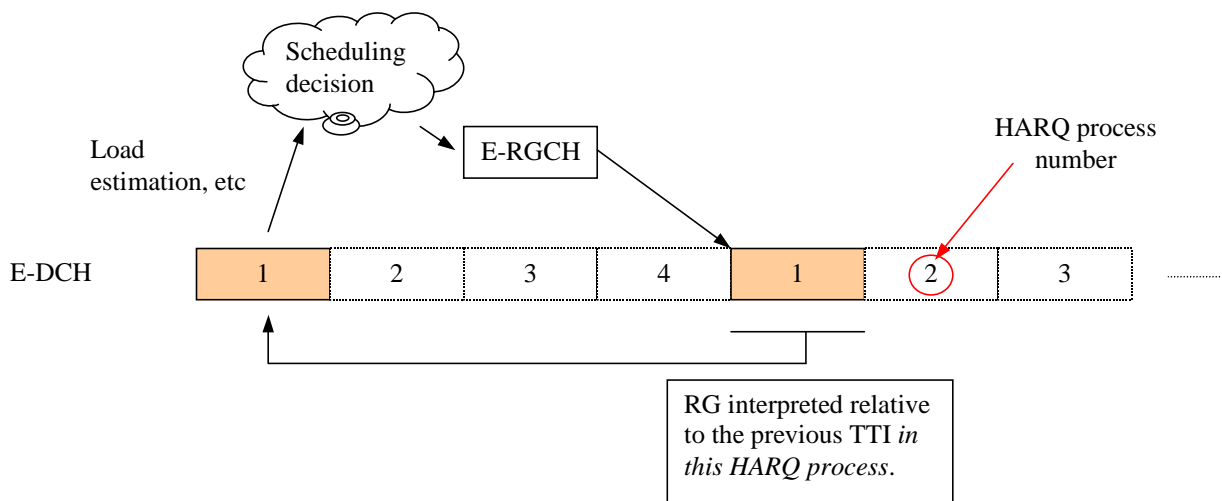 Scheduling
decision
Load
estimation, etc
E-RGCH
HARQ process
number
E-DCH
1 2 3 4 1 2 3
RG interpreted relative
to the previous TTI in
this HARQ process.